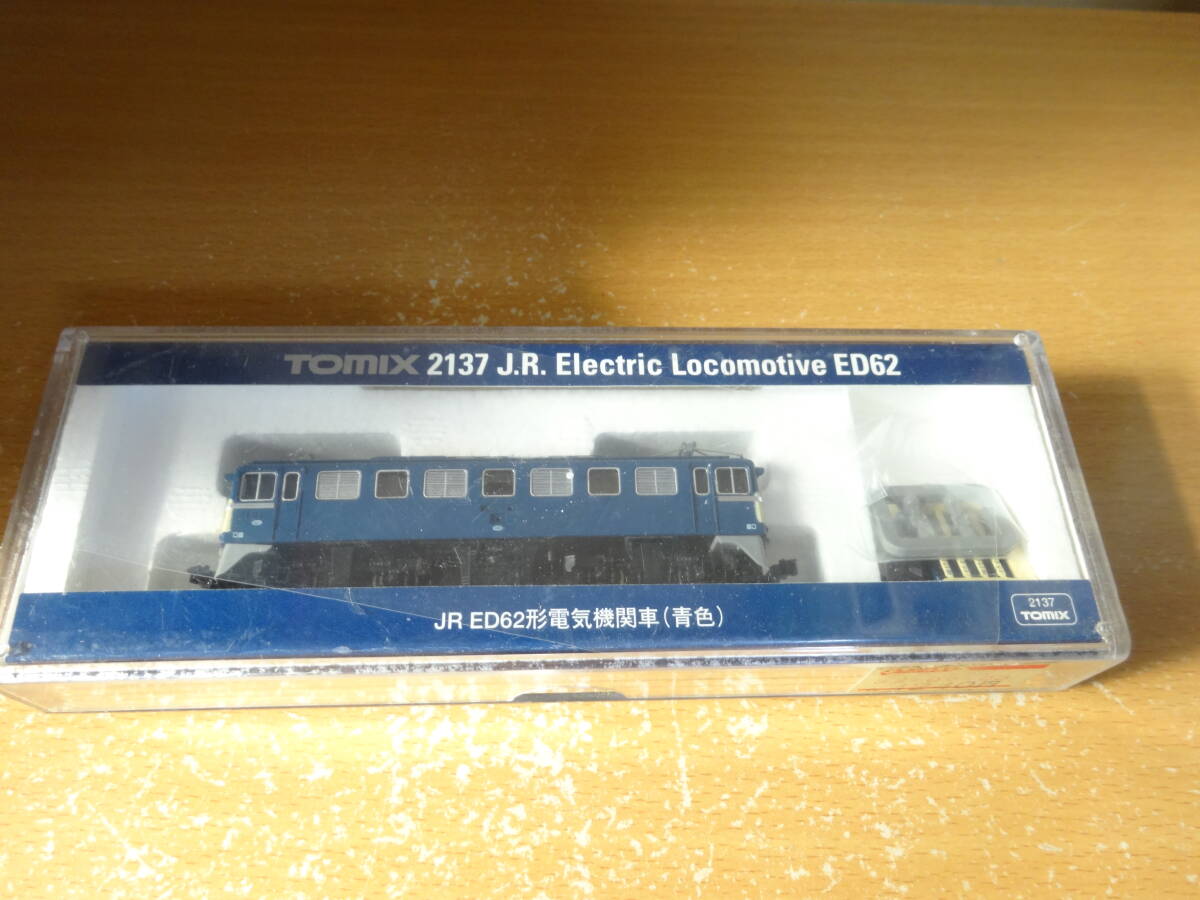 TOMIX 2137 J.R. Electric Locomotive ED62
JR ED62形電気機関車(青色)
2137
TOMIX